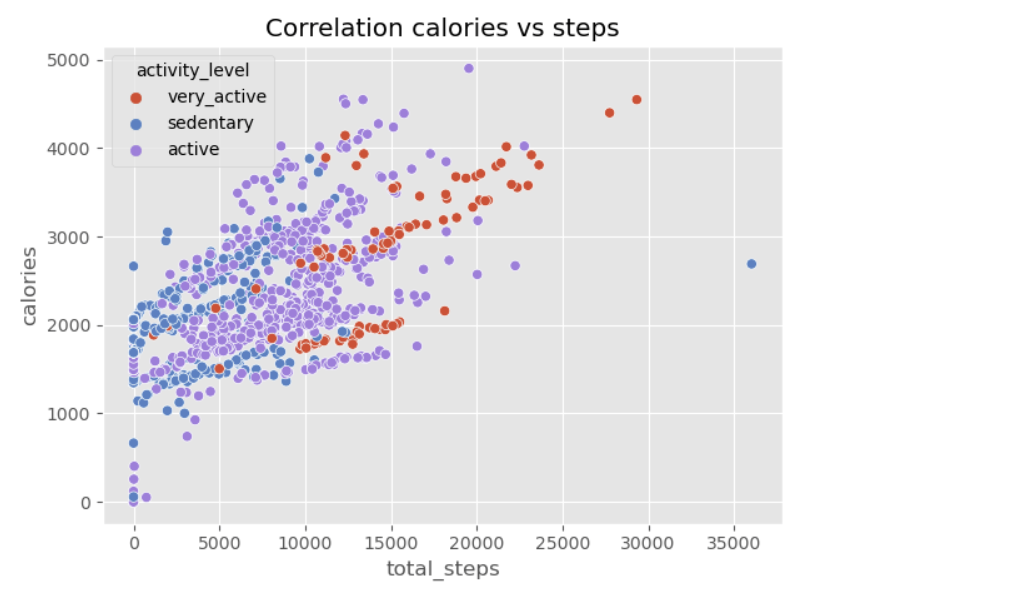 Correlation calories vs steps
activity_level
very_active
sedentary
active
5000
4000
3000
2000
1000
0
calories
0 5000 10000 15000 20000 25000 30000 35000
total_steps